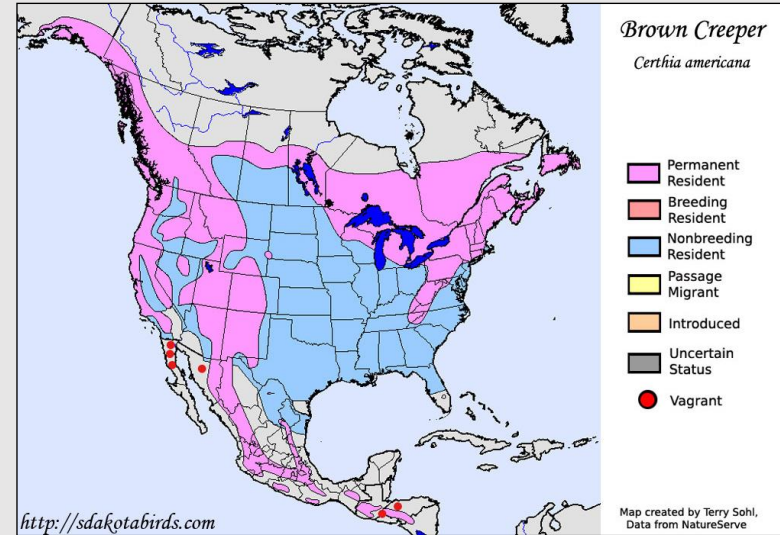 Brown Creeper
Certhia americana
Permanent
Resident
Breeding
Resident
Nonbreeding
Resident
Passage
Migrant
Introduced
Uncertain
Status
Vagrant
http://sdakotabirds.com
Map created by Terry Sohl,
Data from NatureServe